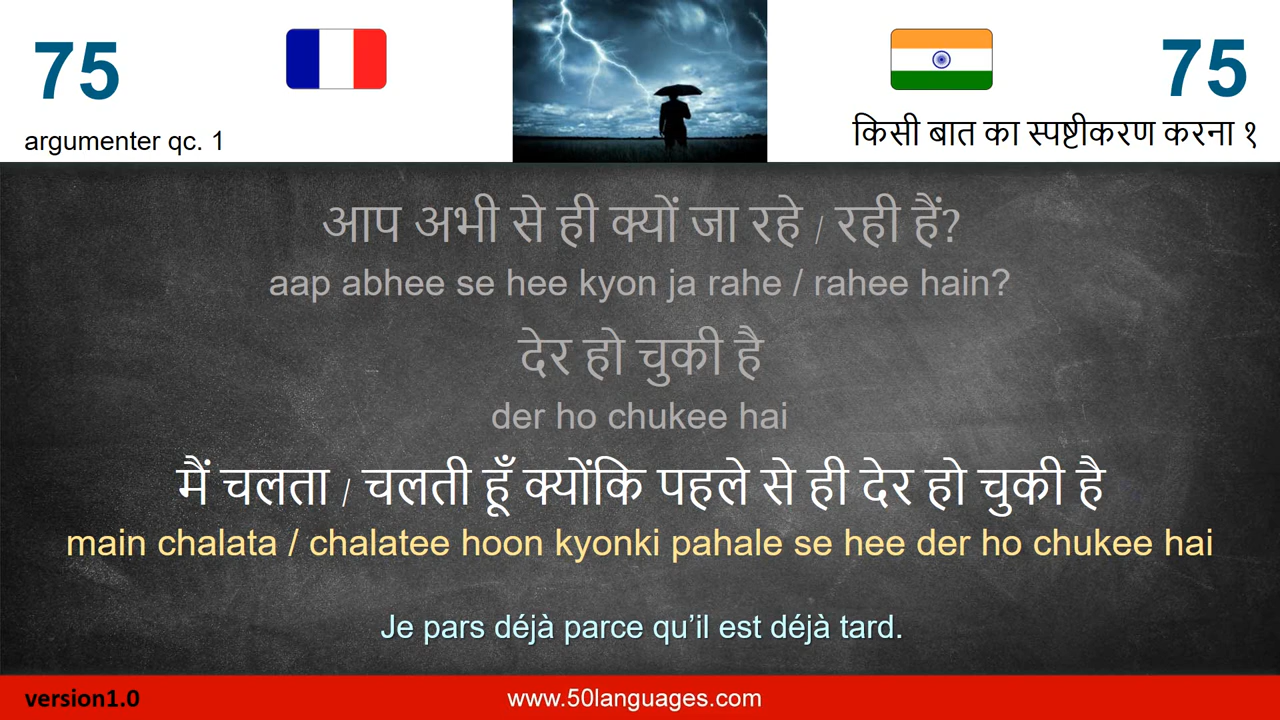 75
argumenter qc. 1
75
किसी बात का स्पष्टीकरण करना १
आप अभी से ही क्यों जा रहे / रही हैं?
aap abhee se hee kyon ja rahe / rahee hain?
देर हो चुकी है
der ho chukee hai
मैं चलता / चलती हूँ क्योंकि पहले से ही देर हो चुकी है
main chalata / chalatee hoon kyonki pahale se hee der ho chukee hai
Je pars déjà parce qu’il est déjà tard.
version1.0
www.50languages.com